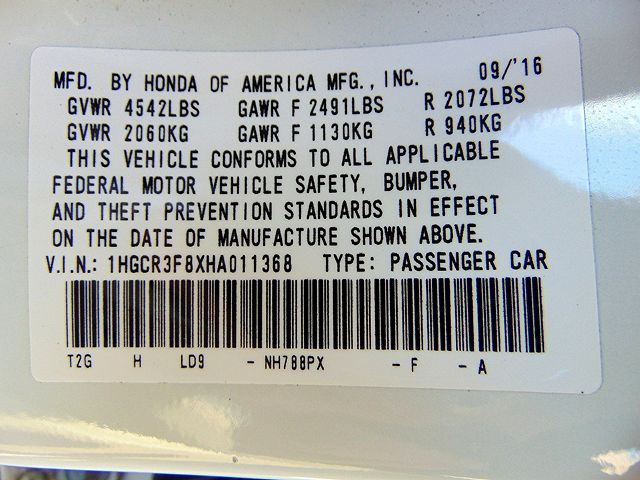 MFD. BY HONDA OF AMERICA MFG., INC. 09/'16
GVWR 4542LBS GAWR F 2491LBS R 2072LBS
GVWR 2060KG GAWR F 1130KG R 940KG
THIS VEHICLE CONFORMS TO ALL APPLICABLE
FEDERAL MOTOR VEHICLE SAFETY, BUMPER,
AND THEFT PREVENTION STANDARDS IN EFFECT
ON THE DATE OF MANUFACTURE SHOWN ABOVE.
V.I.N.: 1HGCR3F8XHA011368 TYPE: PASSENGER CAR
T2G H LD9 - NH788PX - F - A